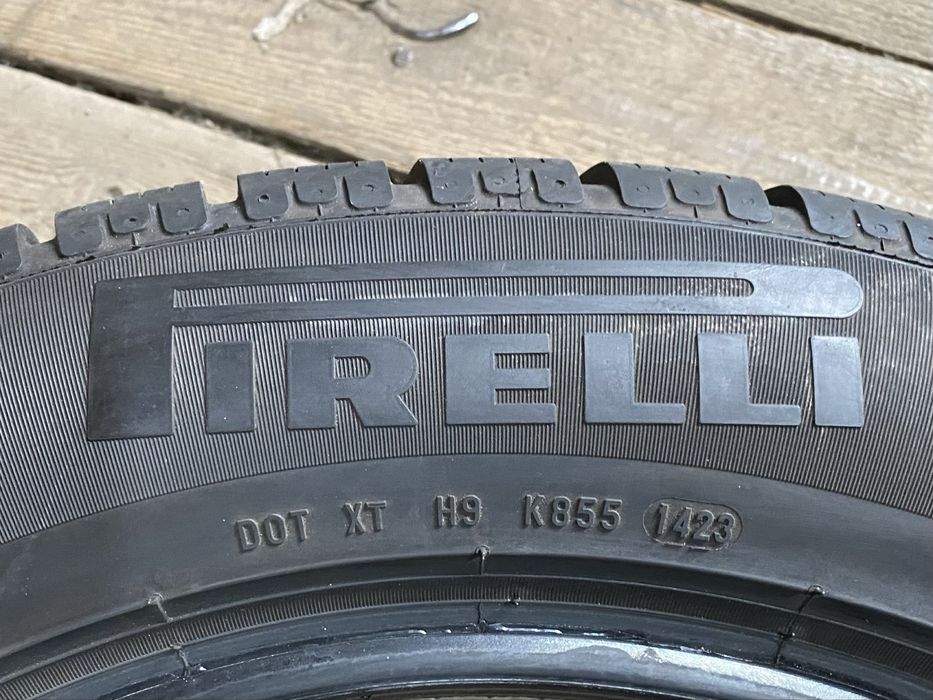 PIRELLI
DOT XT H9 K855 1423